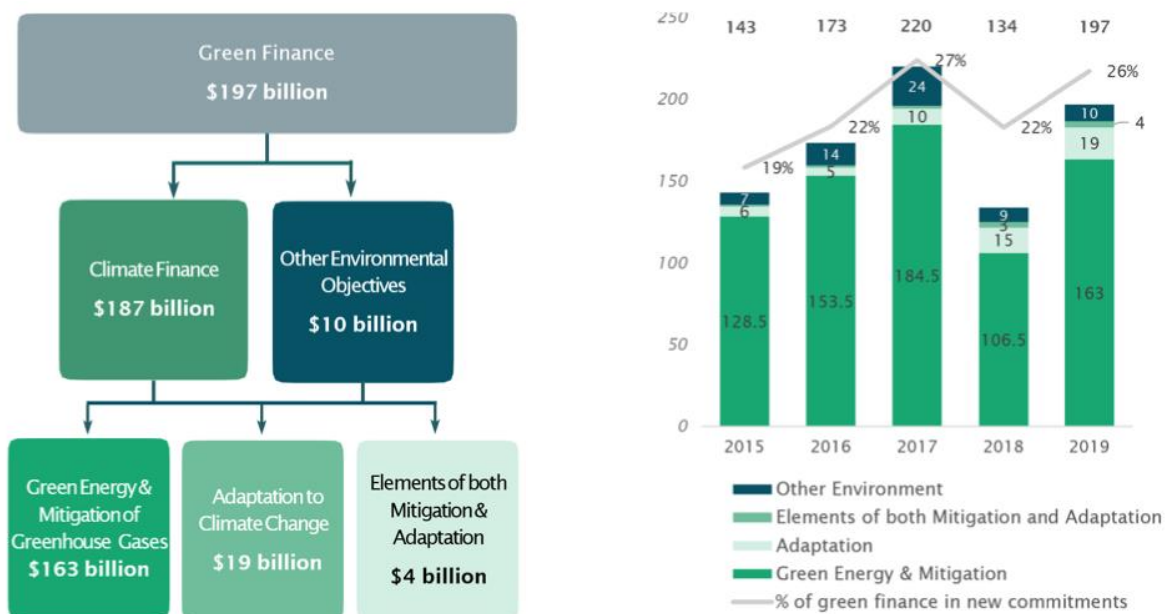 Green Finance
$197 billion
Climate Finance
$187 billion
Other Environmental
Objectives
$10 billion
Green Energy &
Mitigation of
Greenhouse Gases
$163 billion
Adaptation to
Climate Change
$19 billion
Elements of both
Mitigation &
Adaptation
$4 billion
250
143 173 220 134 197
27%
26%
24
200
10
10
4
22%
22%
19
14
19%
5
150
7
6
9
3
15
100
184.5
163
153.5
128.5
106.5
50
0
2015 2016 2017 2018 2019
Other Environment
Elements of both Mitigation and Adaptation
Adaptation
Green Energy & Mitigation
% of green finance in new commitments